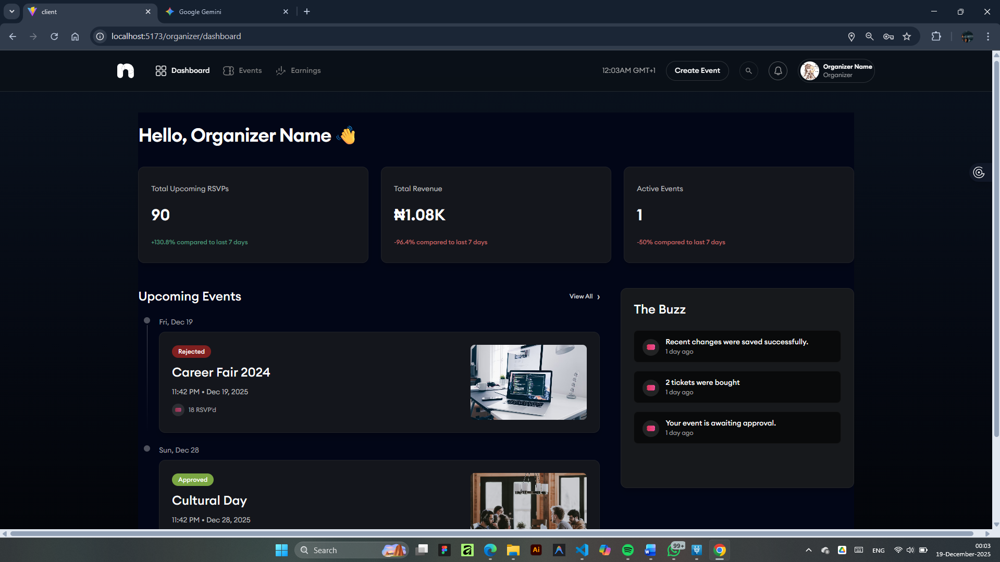 client
Google Gemini
localhost:5173/organizer/dashboard
n
Dashboard
Events
Earnings
12:03AM GMT+1
Create Event
Organizer Name
Organizer
Hello, Organizer Name 👋
Total Upcoming RSVPs
90
+130.8% compared to last 7 days
Total Revenue
₦1.08K
-96.4% compared to last 7 days
Active Events
1
-50% compared to last 7 days
Upcoming Events
View All ›
Fri, Dec 19
Rejected
Career Fair 2024
11:42 PM • Dec 19, 2025
18 RSVP'd
Sun, Dec 28
Approved
Cultural Day
11:42 PM • Dec 28, 2025
The Buzz
Recent changes were saved successfully.
1 day ago
2 tickets were bought
1 day ago
Your event is awaiting approval.
1 day ago
Search
Ai
W
99+
ENG
00:03
19-December-2025